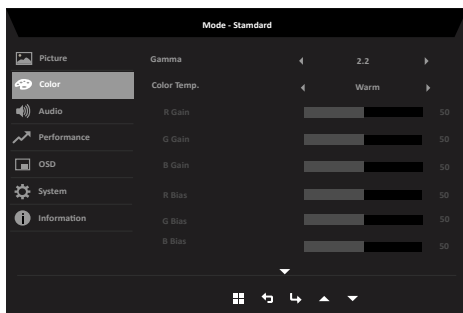 Mode - Standard
Picture
Color
Audio
Performance
OSD
System
Information
Gamma 2.2
Color Temp. Warm
R Gain 50
G Gain 50
B Gain 50
R Bias 50
G Bias 50
B Bias 50